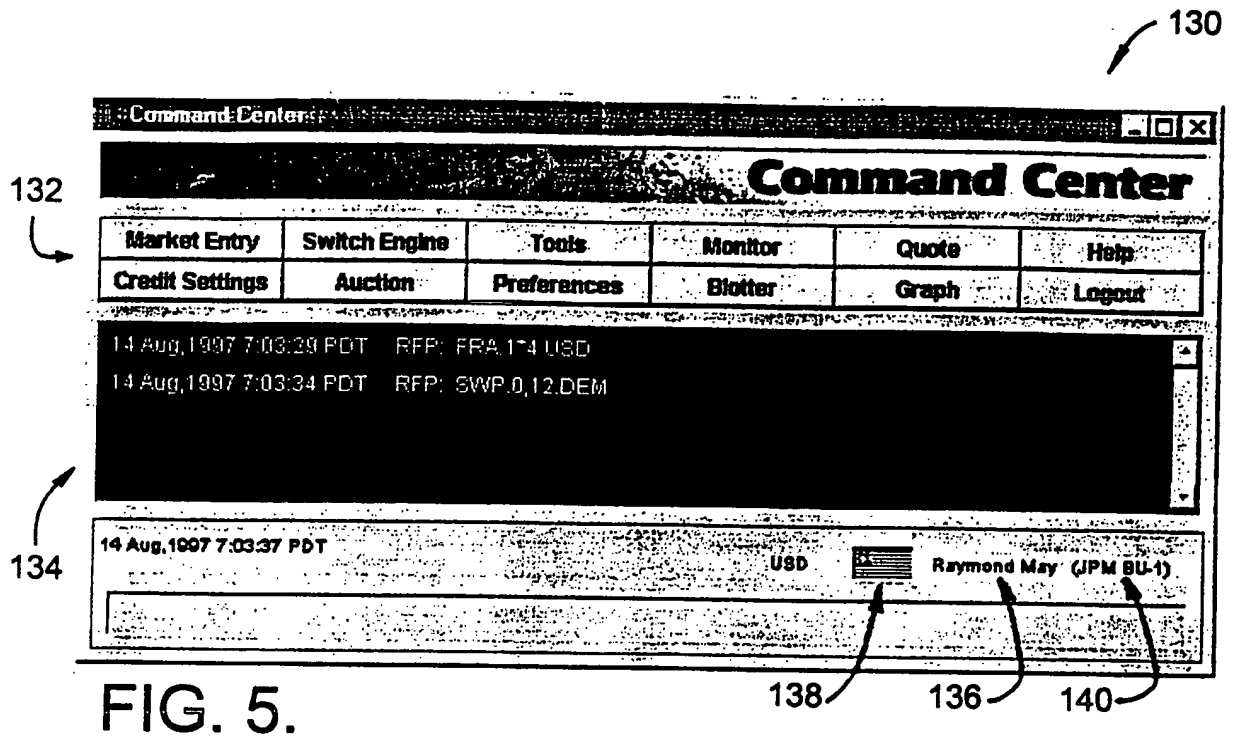 130
Command Center
Command Center
132
Market Entry Switch Engine Tools Monitor Quote Help
Credit Settings Auction Preferences Blotter Graph Logout
14 Aug,1997 7:03:29 PDT RFP: FRA.1*4.USD
14 Aug,1997 7:03:34 PDT RFP: SWP.0,12.DEM
134
14 Aug,1997 7:03:37 PDT
USD Raymond May (JPM BU-1)
138 136 140
FIG. 5.